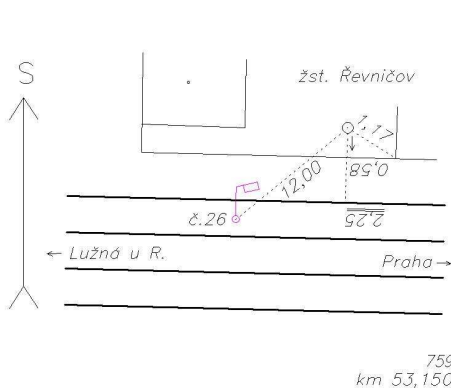 S
žst. Řevničov
1,17
0,58
12,00
2,25
č.26
← Lužná u R.
Praha →
759
km 53,150